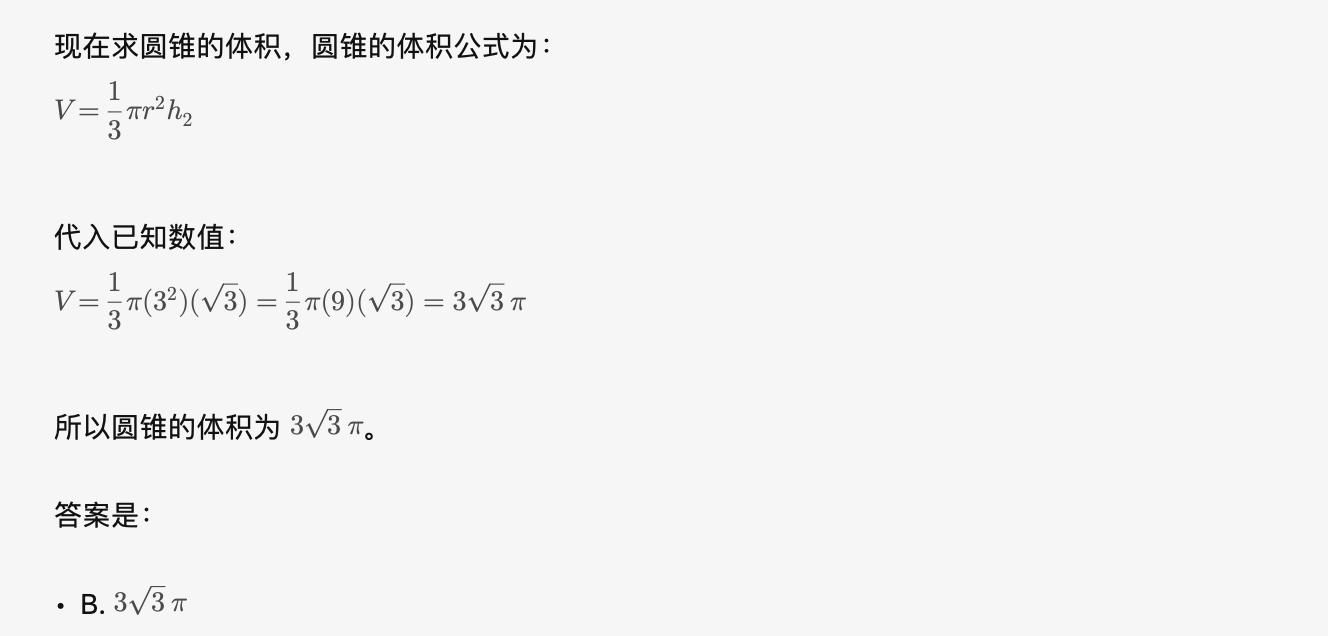 现在求圆锥的体积，圆锥的体积公式为：
$V = \frac{1}{3}\pi r^2 h_2$
代入已知数值：
$V = \frac{1}{3}\pi(3^2)(\sqrt{3}) = \frac{1}{3}\pi(9)(\sqrt{3}) = 3\sqrt{3}\pi$
所以圆锥的体积为 $3\sqrt{3}\pi$。
答案是：
• B. $3\sqrt{3}\pi$